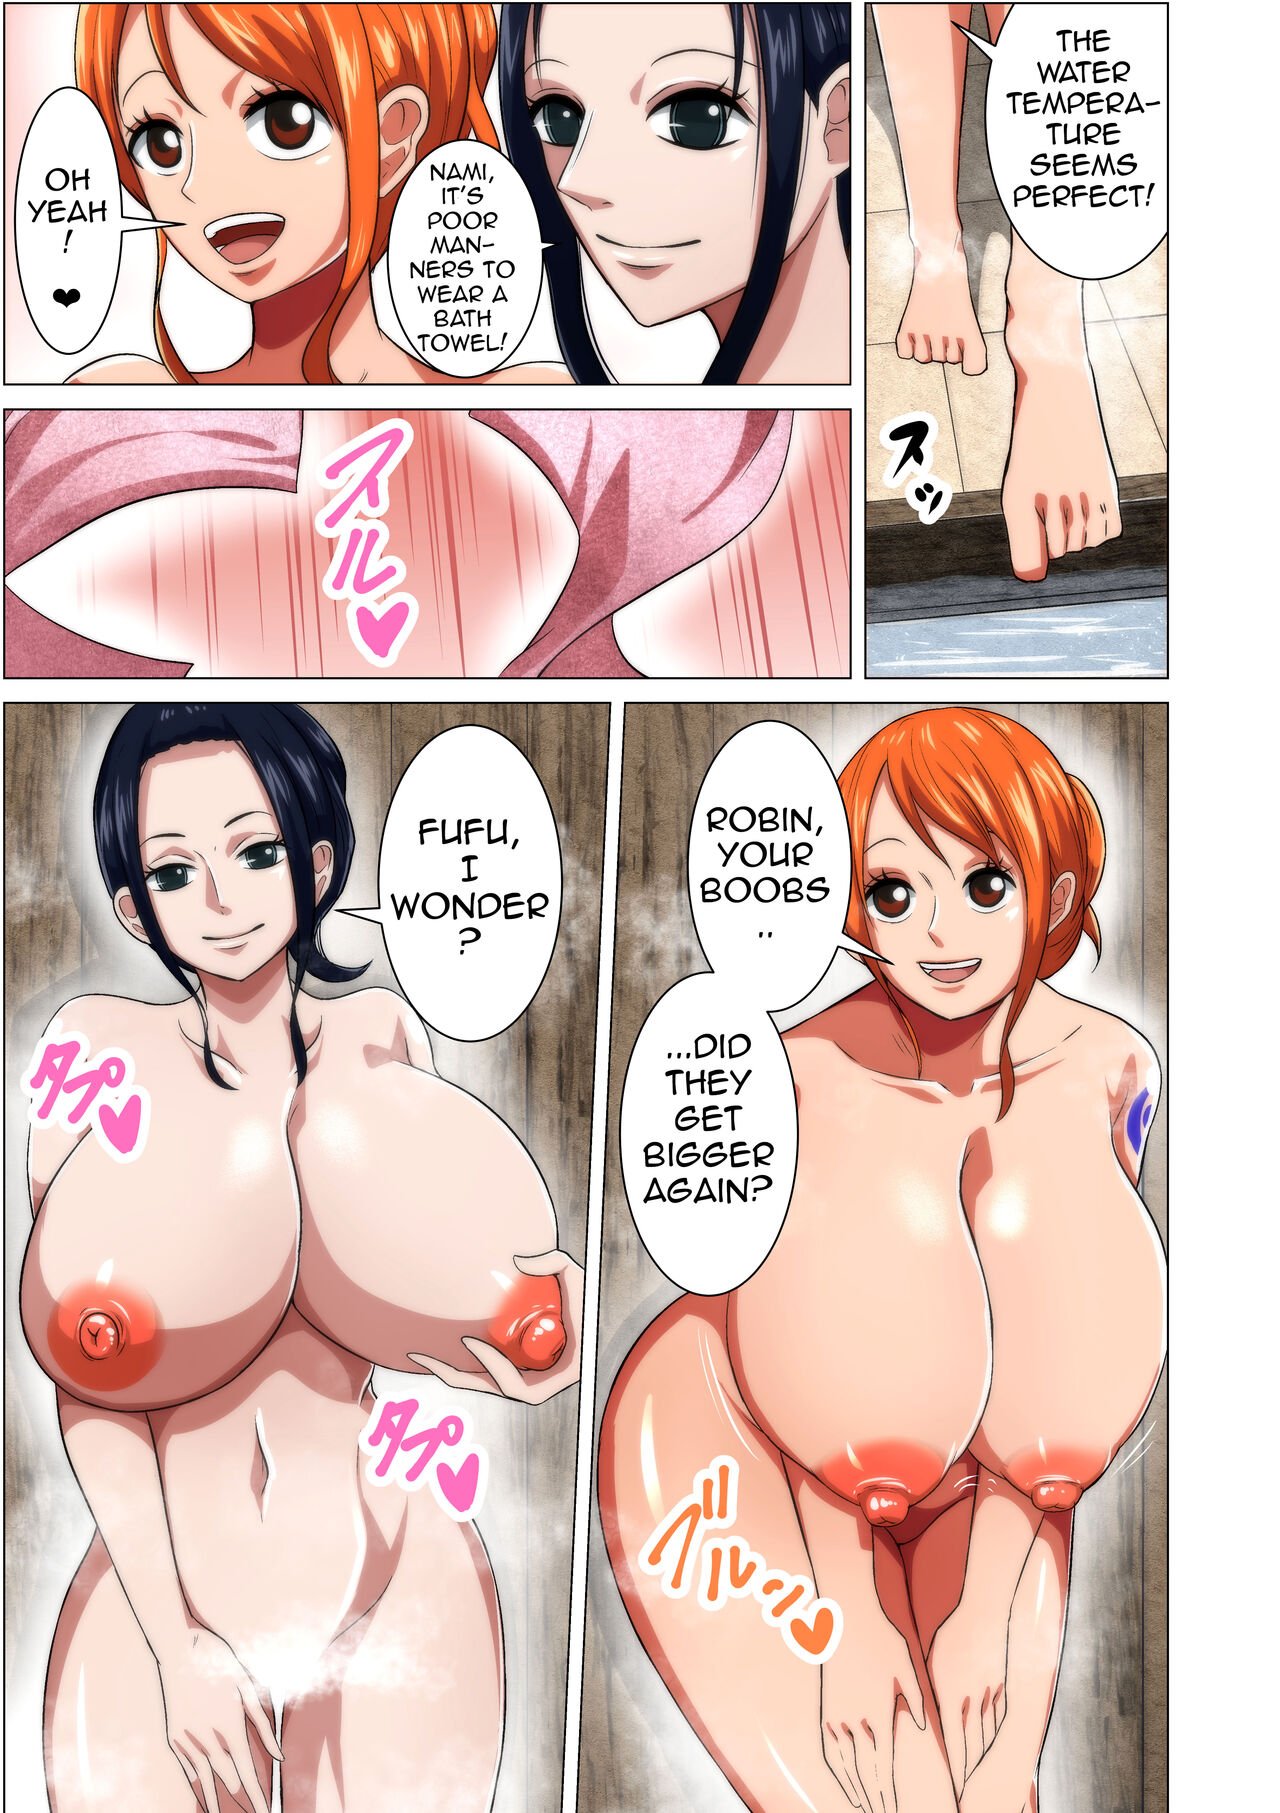 THE
WATER
TEMPERA-
TURE
SEEMS
PERFECT!
スッ
NAMI,
IT'S
POOR
MAN-
NERS TO
WEAR A
BATH
TOWEL!
OH
YEAH
!
❤
スル♥
ROBIN,
YOUR
BOOBS
..
...DID
THEY
GET
BIGGER
AGAIN?
ブルンッ♥
FUFU,
I
WONDER
?
タプ♥
タプ♥